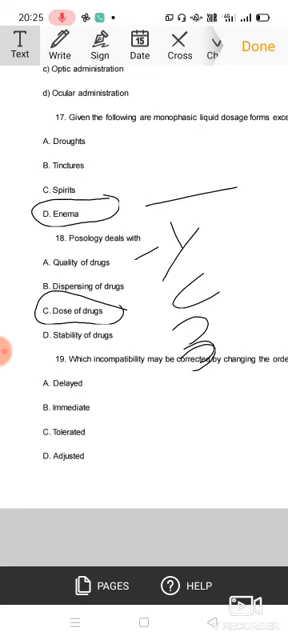 20:25
Text Write Sign Date Cross Ch Done
c) Optic administration
d) Ocular administration
17. Given the following are monophasic liquid dosage forms exce
A. Droughts
B. Tinctures
C. Spirits
D. Enema
18. Posology deals with
A. Quality of drugs
B. Dispensing of drugs
C. Dose of drugs
D. Stability of drugs
19. Which incompatibility may be corrected by changing the orde
A. Delayed
B. Immediate
C. Tolerated
D. Adjusted
PAGES HELP
RECORDER